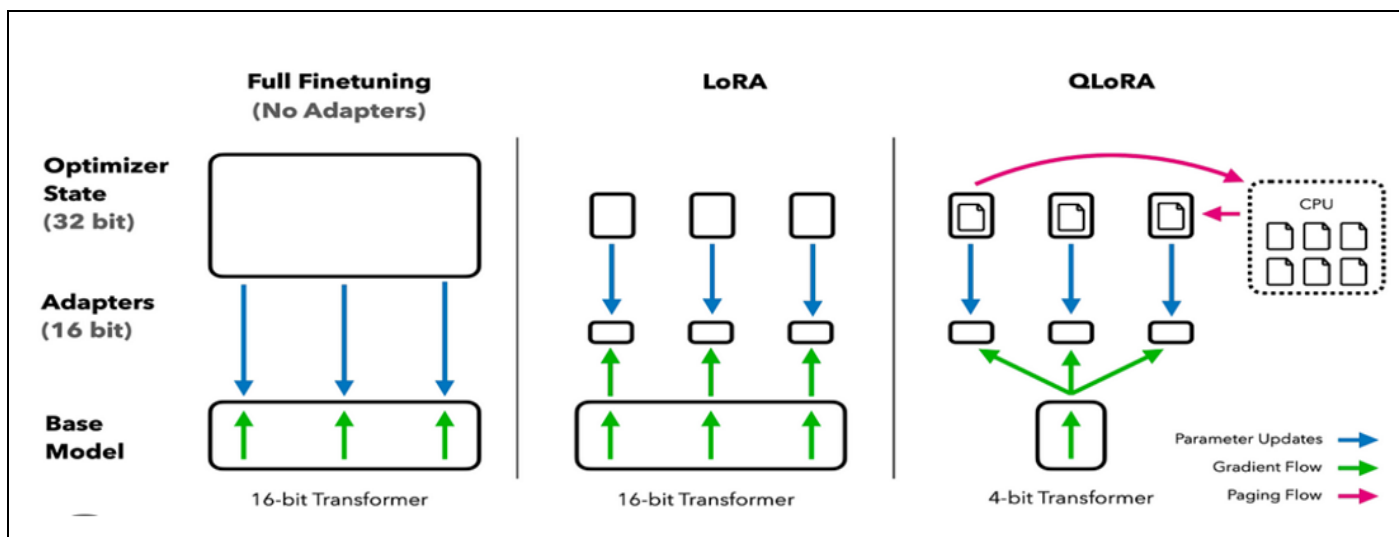 Full Finetuning
(No Adapters)
LoRA
QLoRA
Optimizer
State
(32 bit)
CPU
Adapters
(16 bit)
Base
Model
Parameter Updates
Gradient Flow
Paging Flow
16-bit Transformer
16-bit Transformer
4-bit Transformer